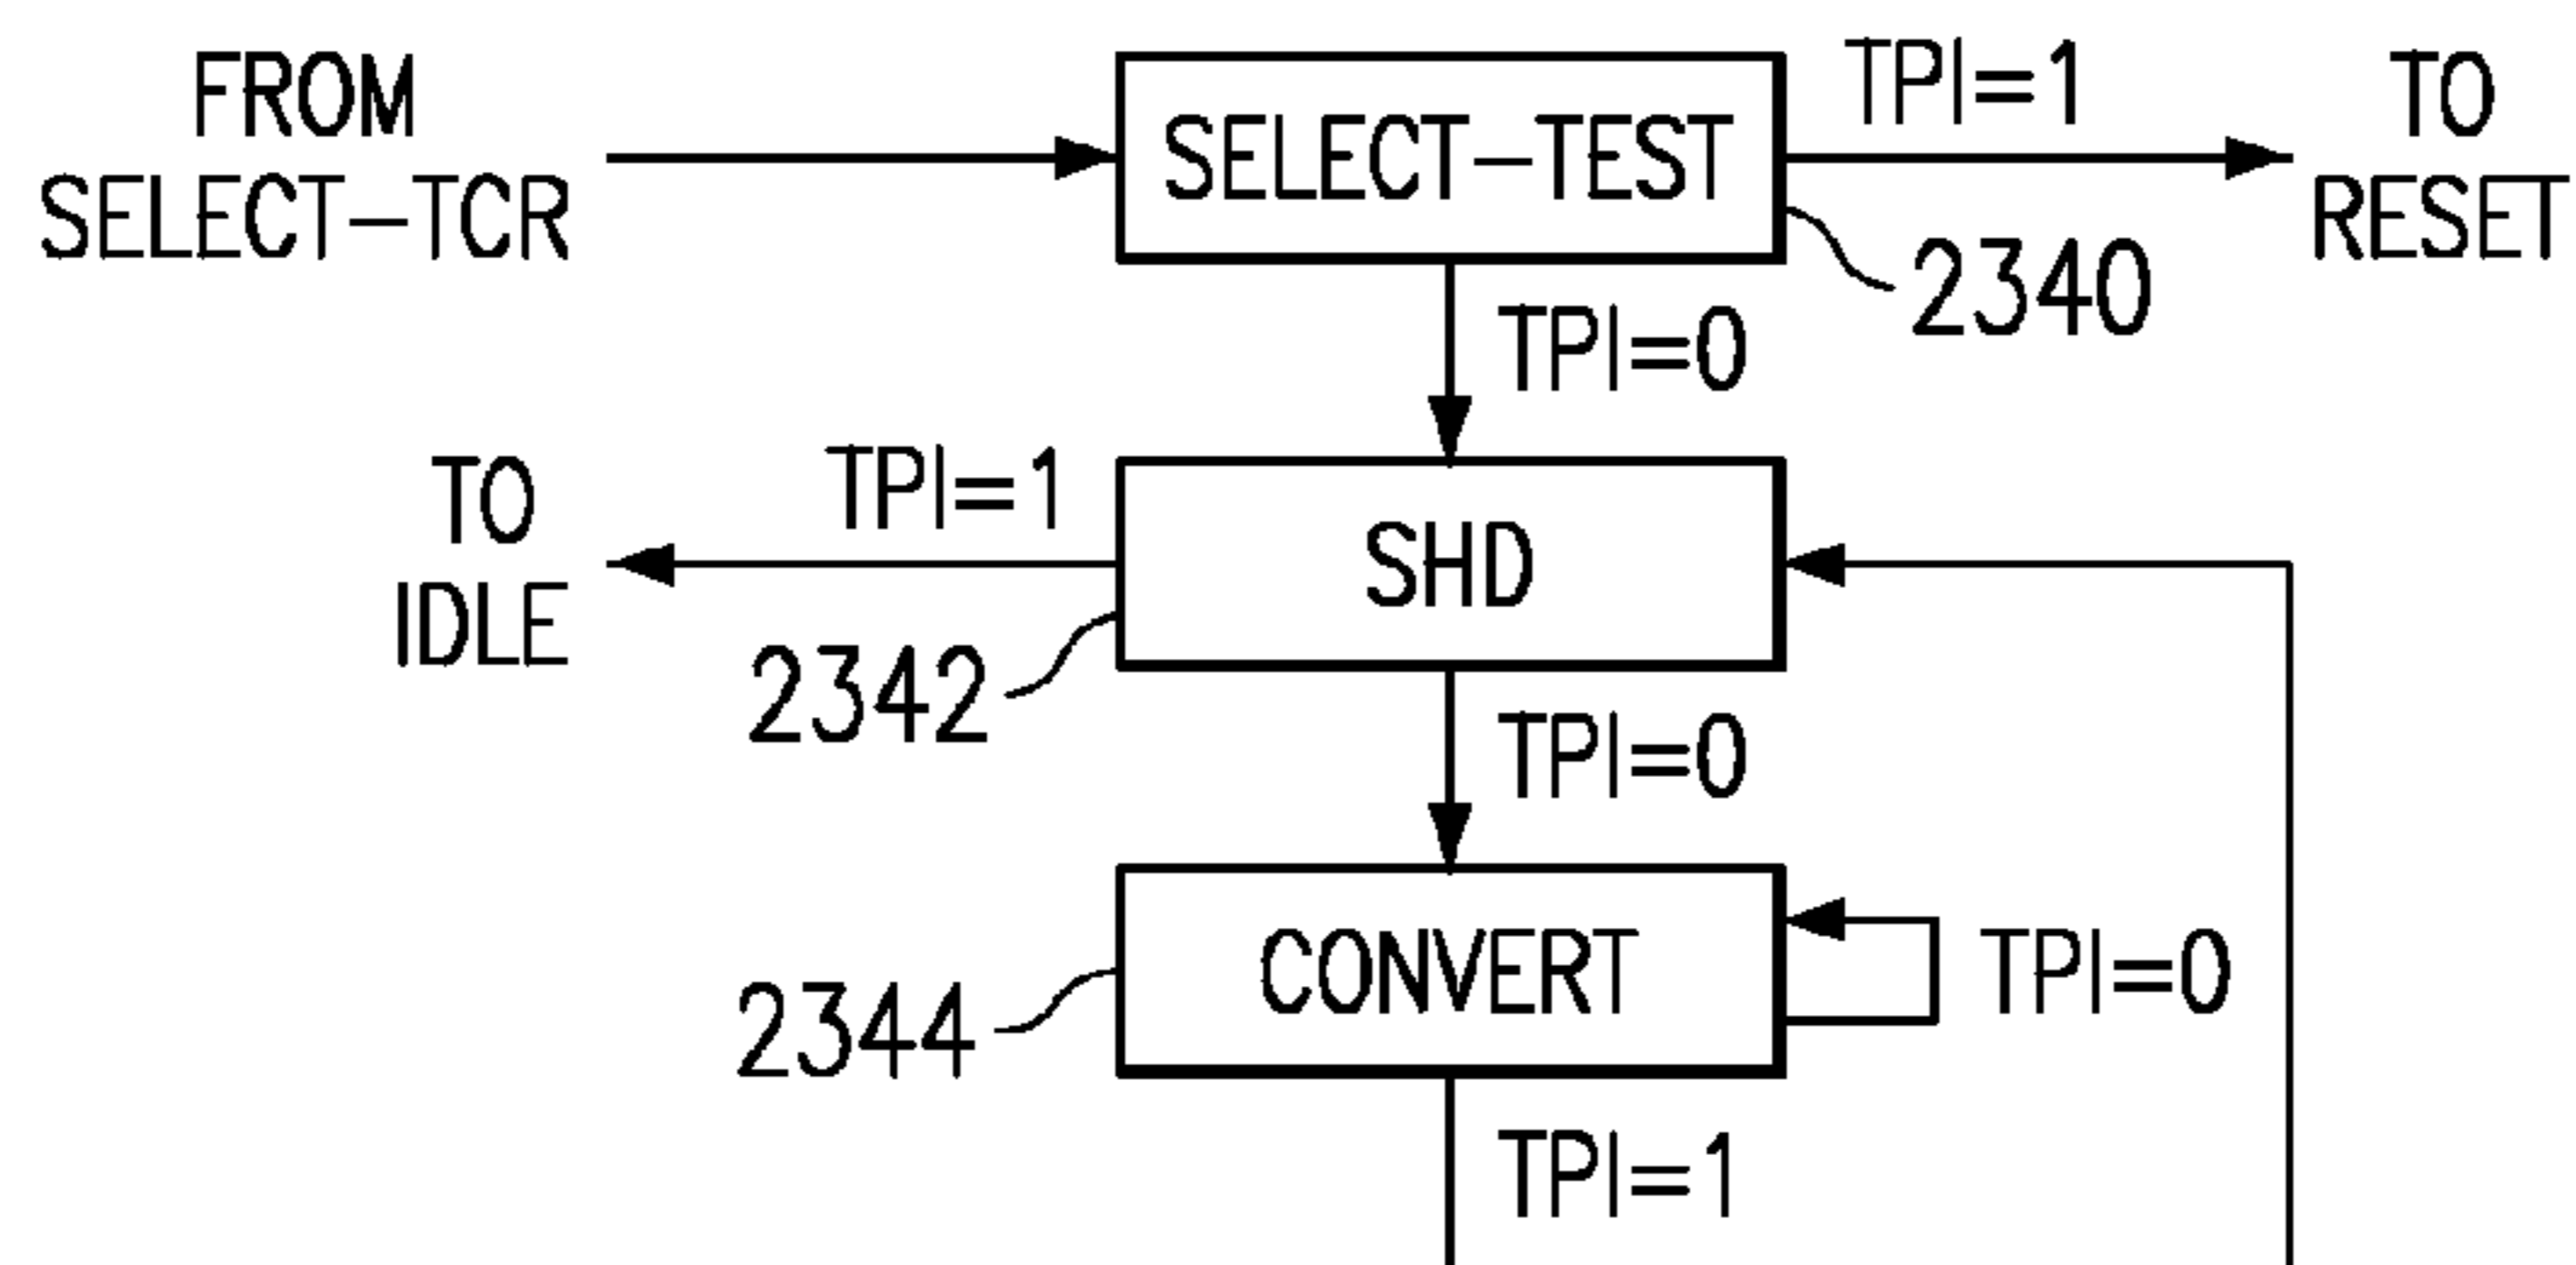 FROM
SELECT-TCR
SELECT-TEST
TPI=1
TO
RESET
2340
TPI=0
TO
IDLE
TPI=1
SHD
2342
TPI=0
CONVERT
TPI=0
2344
TPI=1